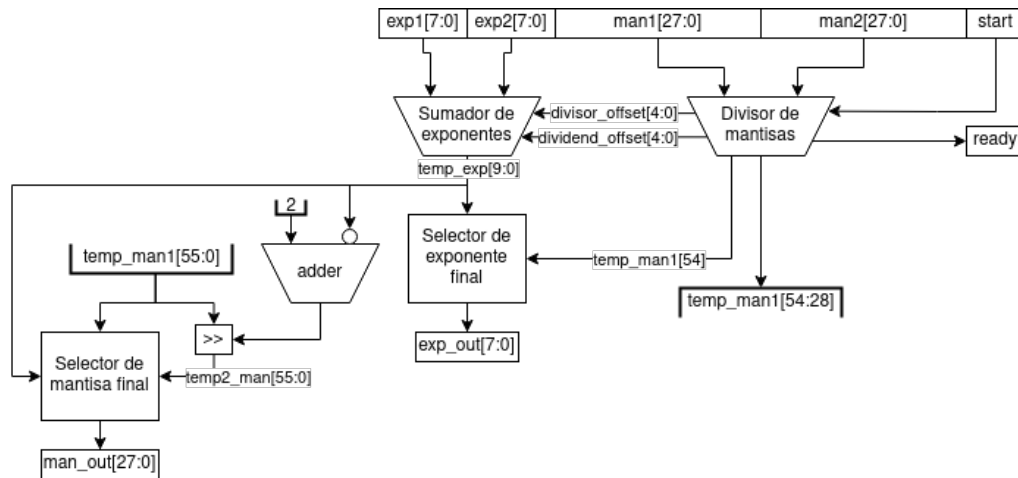 exp1[7:0]
exp2[7:0]
man1[27:0]
man2[27:0]
start
Sumador de
exponentes
divisor_offset[4:0]
dividend_offset[4:0]
Divisor de
mantisas
ready
temp_exp[9:0]
2
temp_man1[55:0]
adder
Selector de
exponente
final
temp_man1[54]
temp_man1[54:28]
>>
exp_out[7:0]
Selector de
mantisa final
temp2_man[55:0]
man_out[27:0]